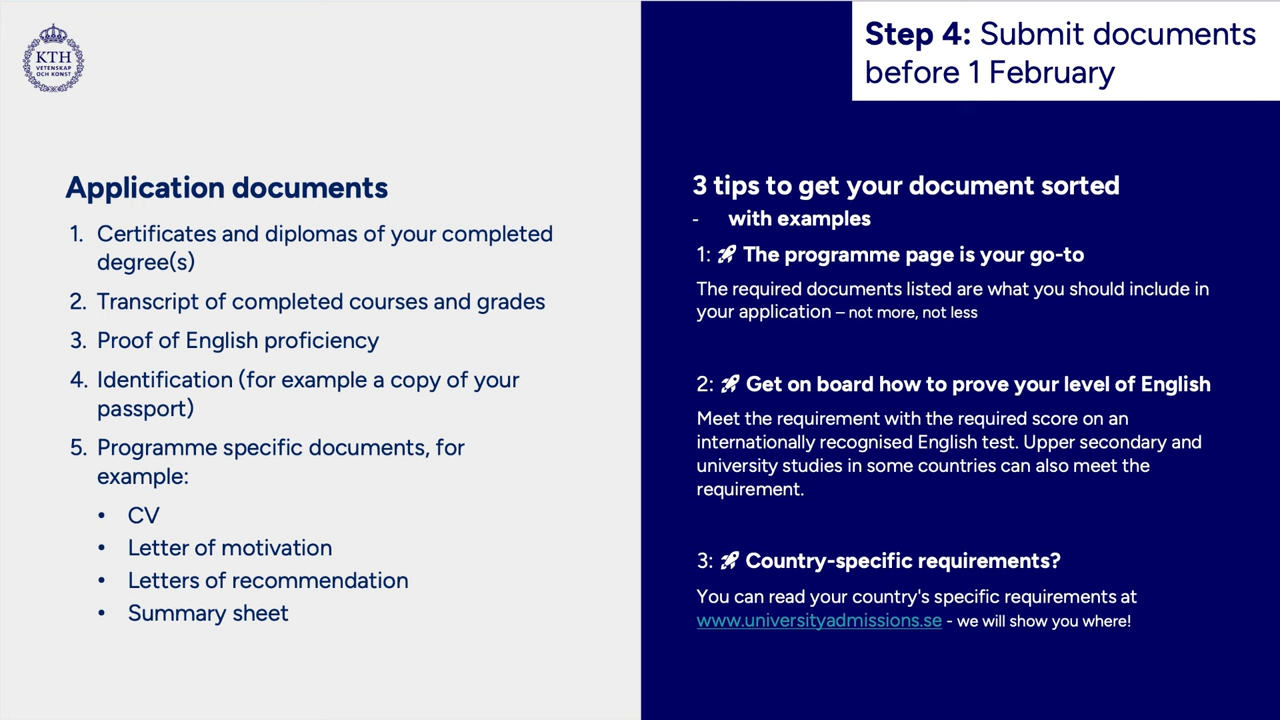 KTH
VETENSKAP
OCH KONST
Step 4: Submit documents
before 1 February
Application documents
1. Certificates and diplomas of your completed
degree(s)
2. Transcript of completed courses and grades
3. Proof of English proficiency
4. Identification (for example a copy of your
passport)
5. Programme specific documents, for
example:
• CV
• Letter of motivation
• Letters of recommendation
• Summary sheet
3 tips to get your document sorted
- with examples
1: 🚀 The programme page is your go-to
The required documents listed are what you should include in
your application – not more, not less
2: 🚀 Get on board how to prove your level of English
Meet the requirement with the required score on an
internationally recognised English test. Upper secondary and
university studies in some countries can also meet the
requirement.
3: 🚀 Country-specific requirements?
You can read your country's specific requirements at
www.universityadmissions.se - we will show you where!